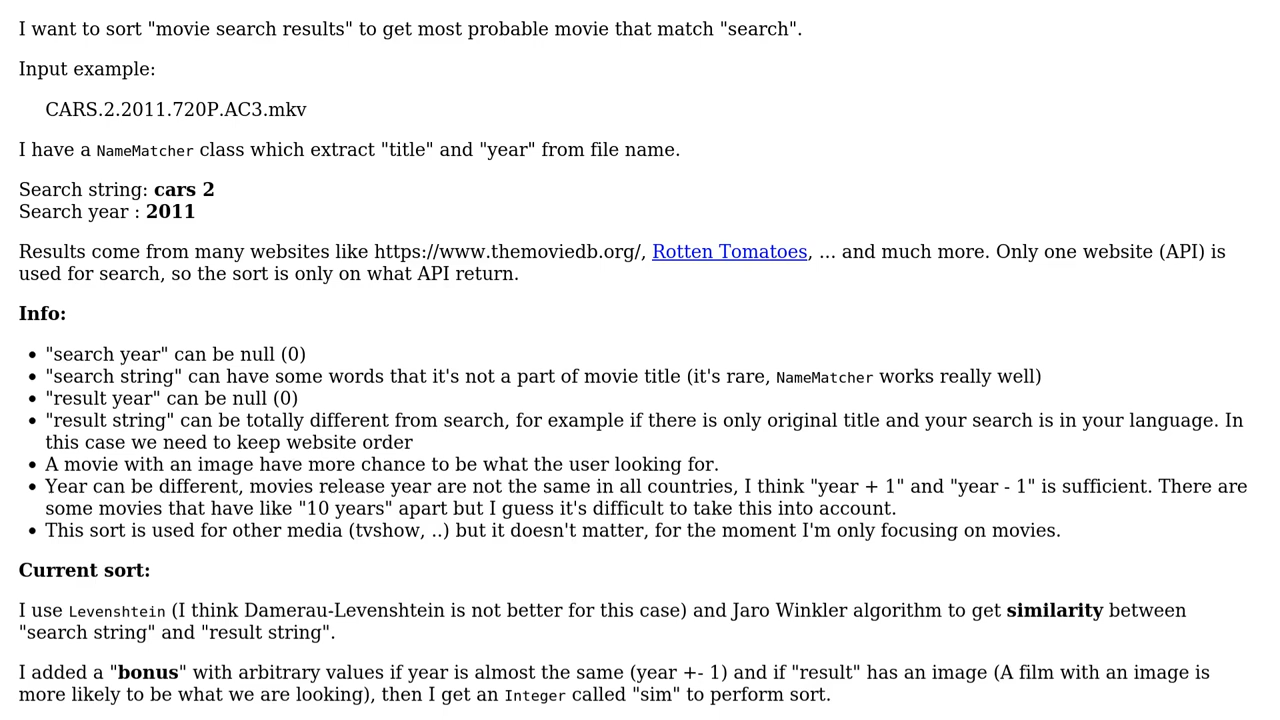 I want to sort "movie search results" to get most probable movie that match "search".
Input example:
CARS.2.2011.720P.AC3.mkv
I have a NameMatcher class which extract "title" and "year" from file name.
Search string: cars 2
Search year : 2011
Results come from many websites like https://www.themoviedb.org/, Rotten Tomatoes, ... and much more. Only one website (API) is
used for search, so the sort is only on what API return.
Info:
• "search year" can be null (0)
• "search string" can have some words that it's not a part of movie title (it's rare, NameMatcher works really well)
• "result year" can be null (0)
• "result string" can be totally different from search, for example if there is only original title and your search is in your language. In
this case we need to keep website order
• A movie with an image have more chance to be what the user looking for.
• Year can be different, movies release year are not the same in all countries, I think "year + 1" and "year - 1" is sufficient. There are
some movies that have like "10 years" apart but I guess it's difficult to take this into account.
• This sort is used for other media (tvshow, ..) but it doesn't matter, for the moment I'm only focusing on movies.
Current sort:
I use Levenshtein (I think Damerau-Levenshtein is not better for this case) and Jaro Winkler algorithm to get similarity between
"search string" and "result string".
I added a "bonus" with arbitrary values if year is almost the same (year +- 1) and if "result" has an image (A film with an image is
more likely to be what we are looking), then I get an Integer called "sim" to perform sort.